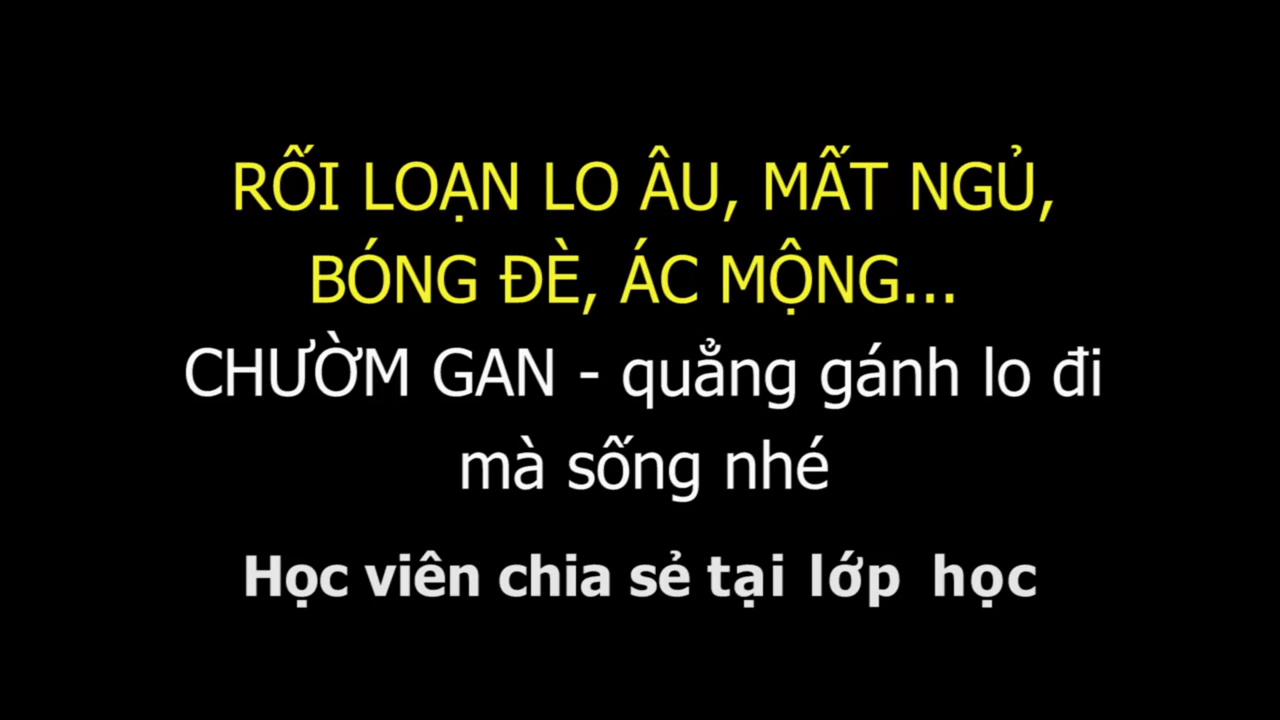 RỐI LOẠN LO ÂU, MẤT NGỦ,
BÓNG ĐÈ, ÁC MỘNG...
CHƯỜM GAN - quẳng gánh lo đi
mà sống nhé
Học viên chia sẻ tại lớp học